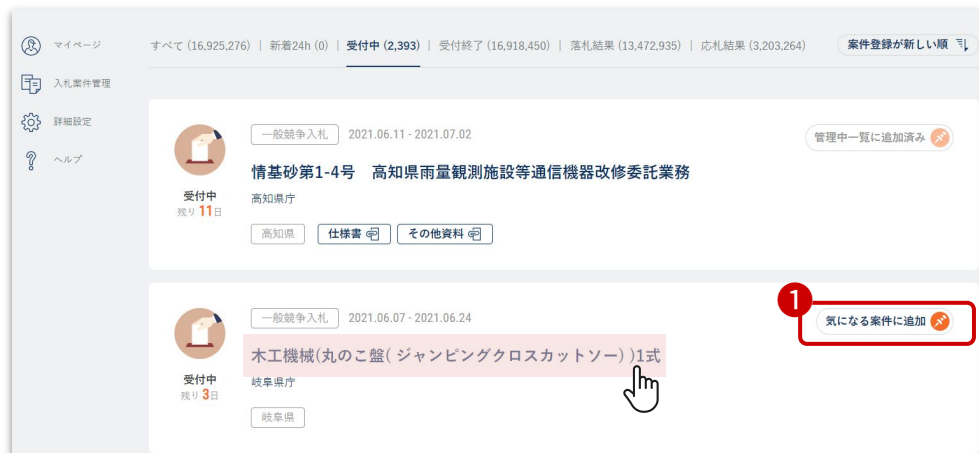 マイページ
入札案件管理
詳細設定
ヘルプ
すべて (16,925,276) | 新着24h (0) | 受付中 (2,393) | 受付終了 (16,918,450) | 落札結果 (13,472,935) | 応札結果 (3,203,264)
案件登録が新しい順
一般競争入札 2021.06.11 - 2021.07.02
管理中一覧に追加済み
情基砂第1-4号　高知県雨量観測施設等通信機器改修委託業務
受付中
残り 11日
高知県庁
高知県 仕様書 その他資料
1
一般競争入札 2021.06.07 - 2021.06.24
気になる案件に追加
木工機械(丸のこ盤( ジャンピングクロスカットソー) )1式
受付中
残り 3日
岐阜県庁
岐阜県